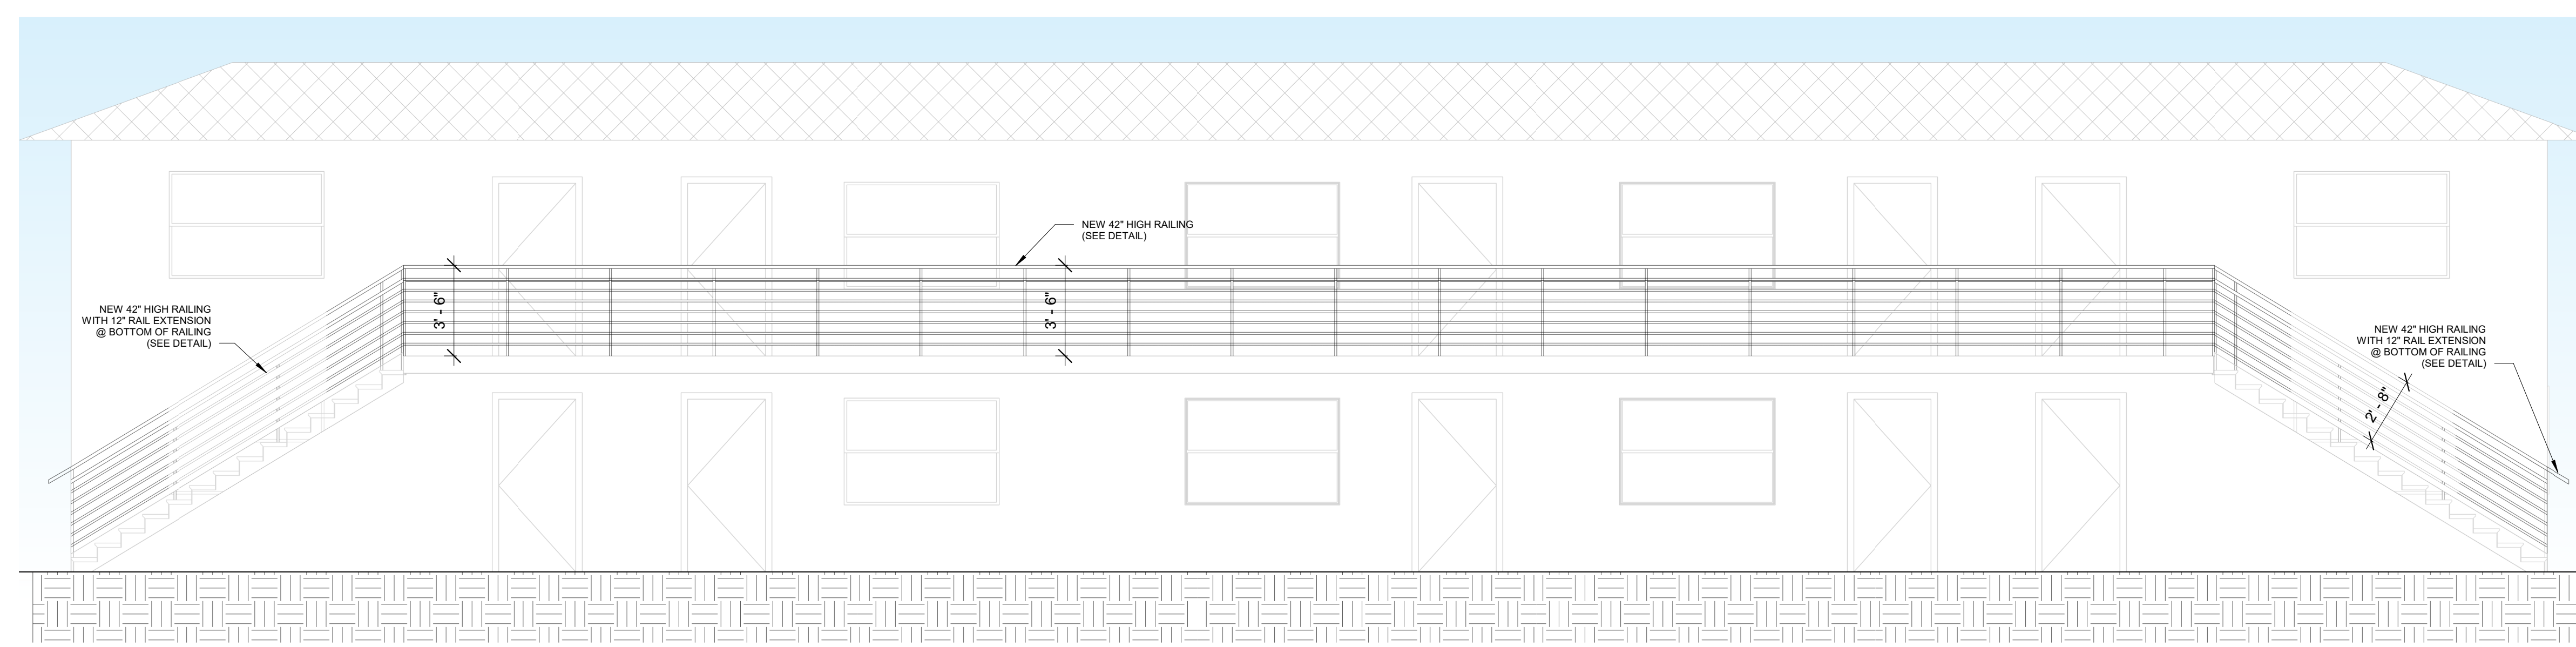 NEW 42" HIGH RAILING
(SEE DETAIL)
NEW 42" HIGH RAILING
WITH 12" RAIL EXTENSION
@ BOTTOM OF RAILING
(SEE DETAIL)
3' - 6"
3' - 6"
NEW 42" HIGH RAILING
WITH 12" RAIL EXTENSION
@ BOTTOM OF RAILING
(SEE DETAIL)
2' - 8"